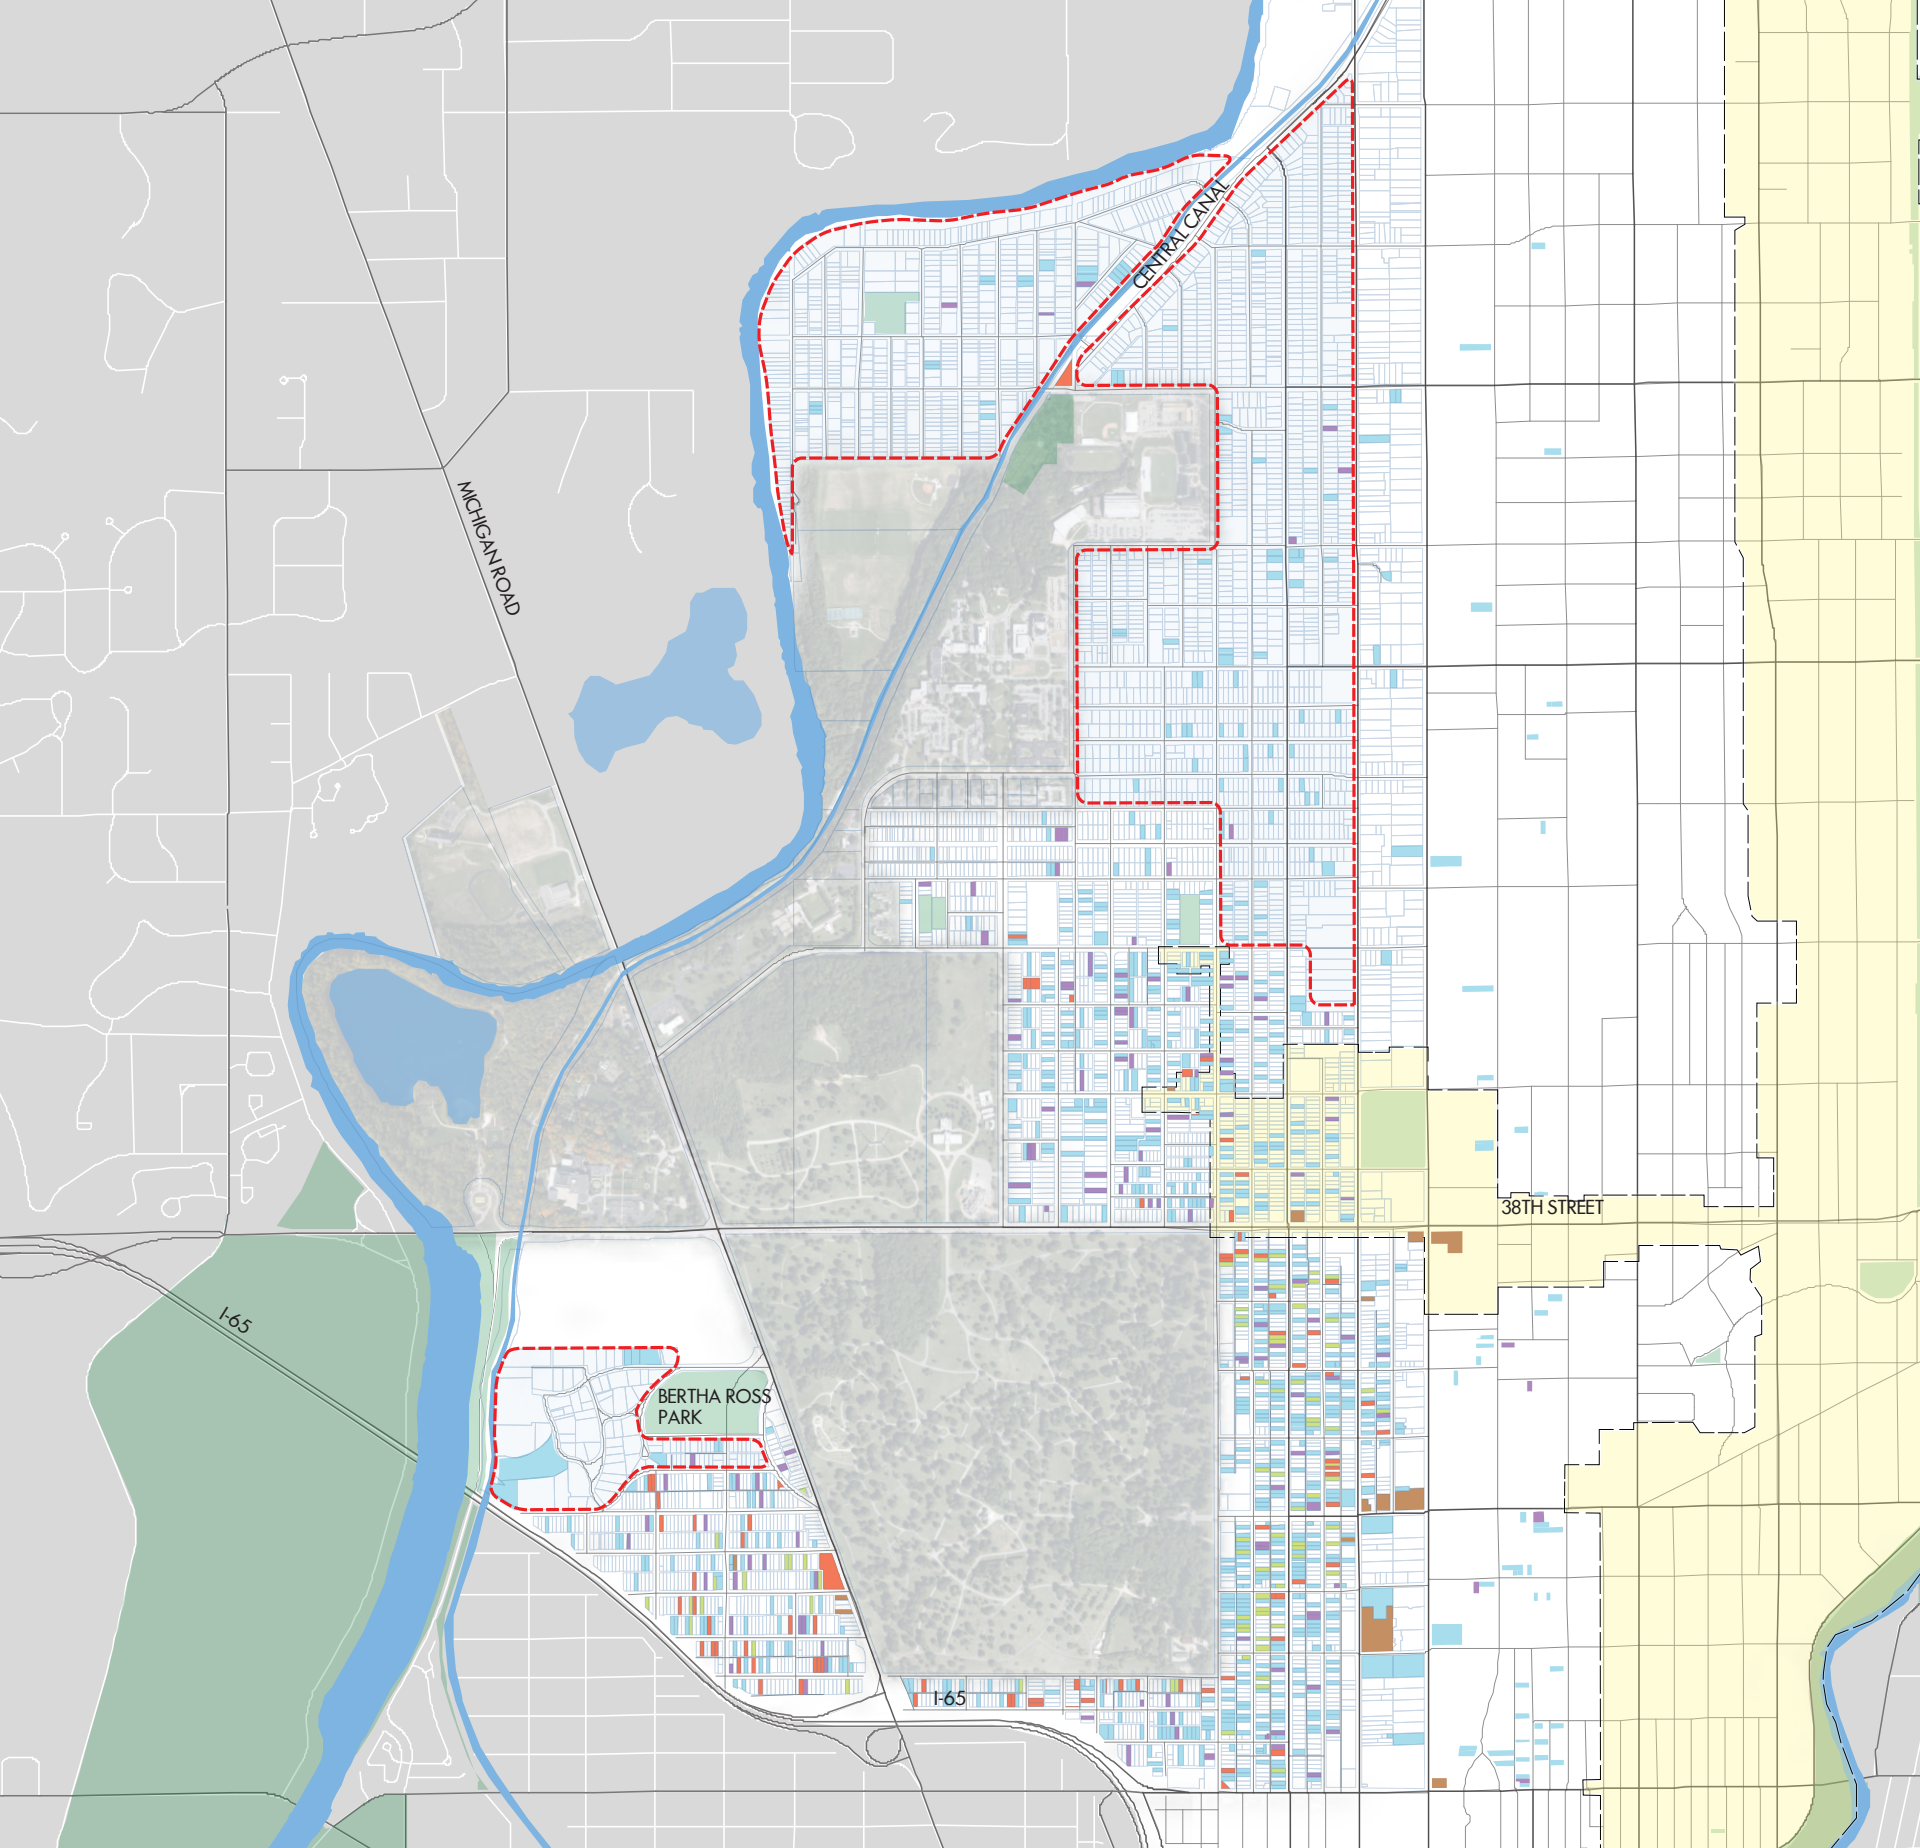 CENTRAL CANAL
MICHIGAN ROAD
38TH STREET
I-65
BERTHA ROSS
PARK
I-65